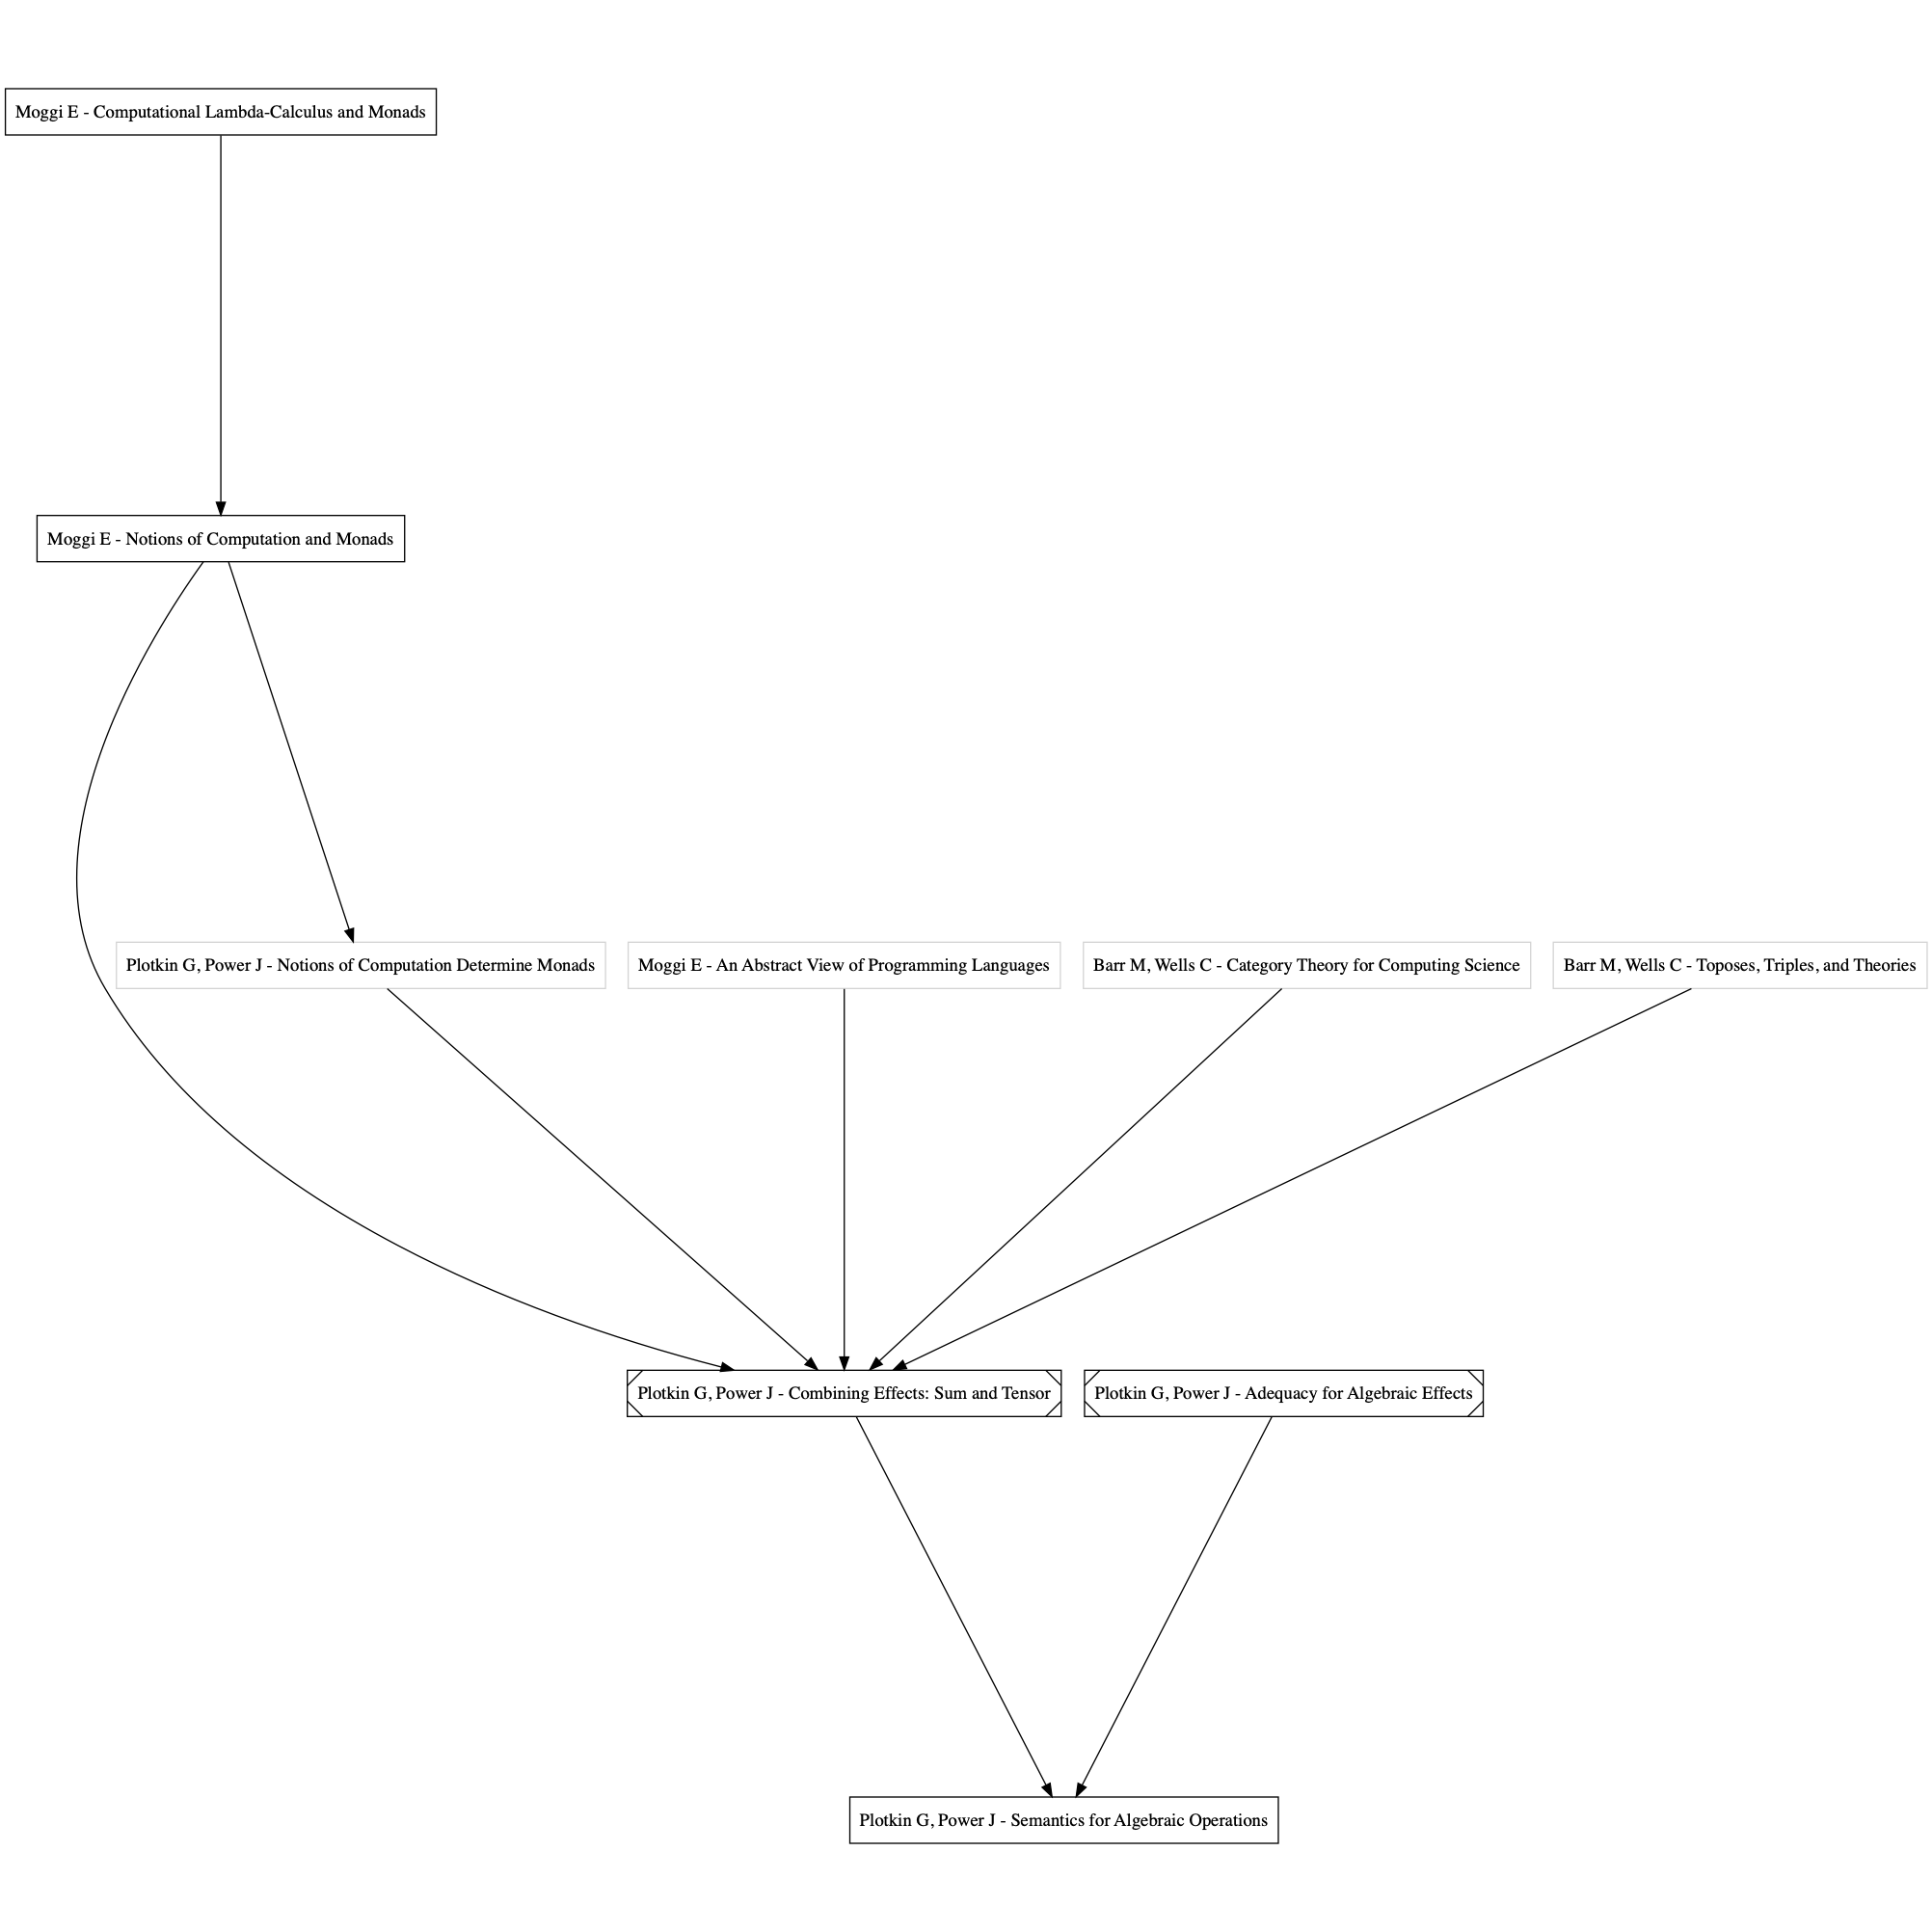 Moggi E - Computational Lambda-Calculus and Monads
Moggi E - Notions of Computation and Monads
Plotkin G, Power J - Notions of Computation Determine Monads
Moggi E - An Abstract View of Programming Languages
Barr M, Wells C - Category Theory for Computing Science
Barr M, Wells C - Toposes, Triples, and Theories
Plotkin G, Power J - Combining Effects: Sum and Tensor
Plotkin G, Power J - Adequacy for Algebraic Effects
Plotkin G, Power J - Semantics for Algebraic Operations